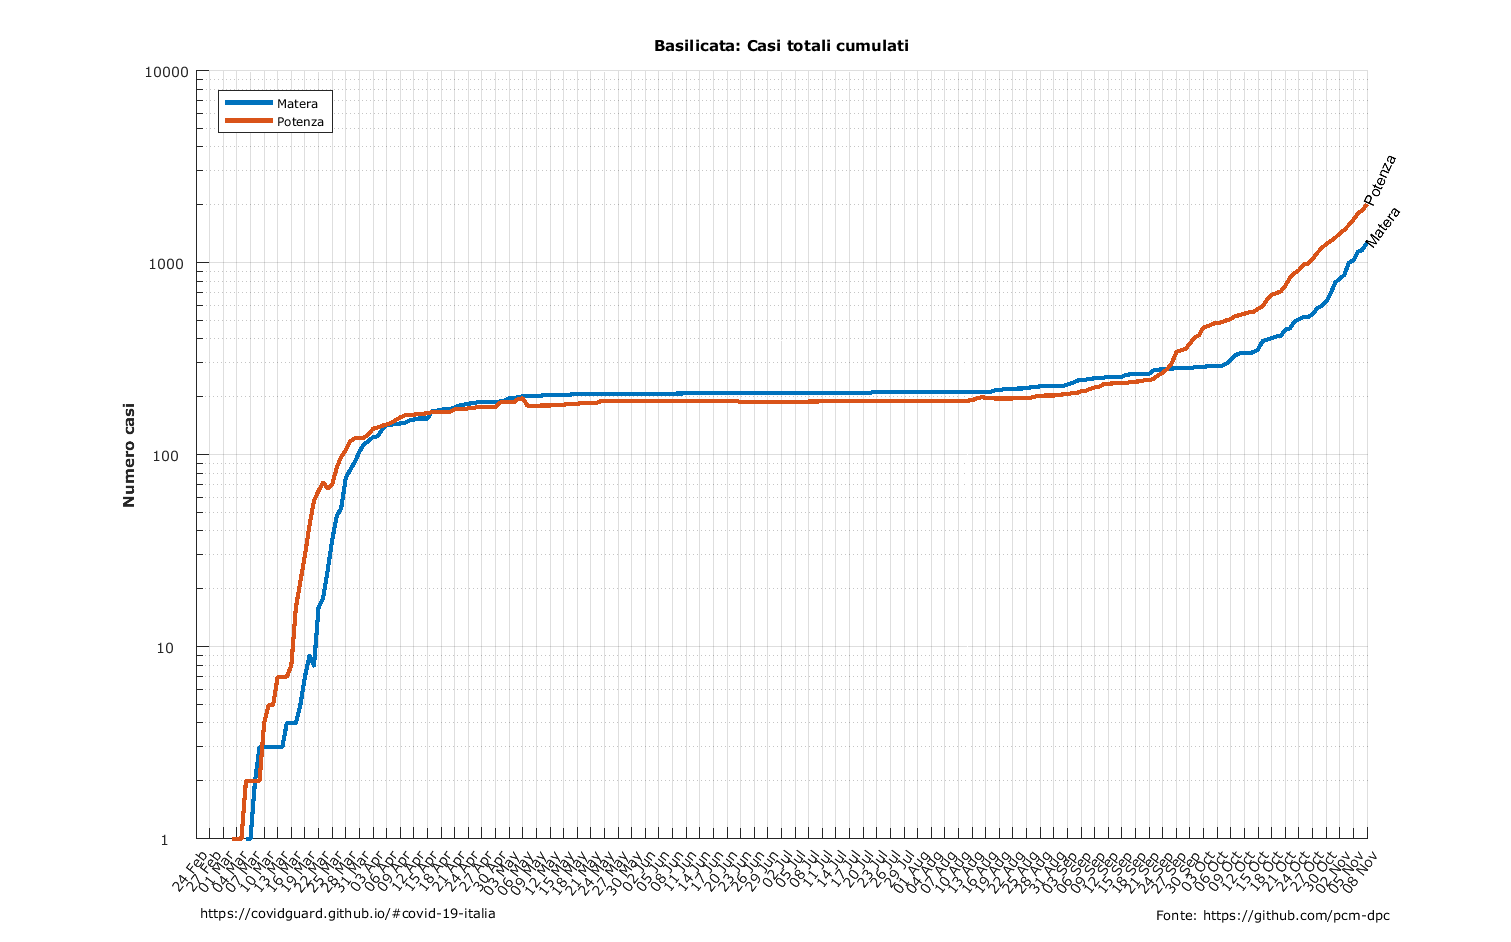 Basilicata: Casi totali cumulati
10000
1000
100
10
1
Numero casi
Matera
Potenza
Potenza
Matera
24 Feb
27 Feb
01 Mar
04 Mar
07 Mar
10 Mar
13 Mar
16 Mar
19 Mar
22 Mar
25 Mar
28 Mar
31 Mar
03 Apr
06 Apr
09 Apr
12 Apr
15 Apr
18 Apr
21 Apr
24 Apr
27 Apr
30 Apr
03 May
06 May
09 May
12 May
15 May
18 May
21 May
24 May
27 May
30 May
02 Jun
05 Jun
08 Jun
11 Jun
14 Jun
17 Jun
20 Jun
23 Jun
26 Jun
29 Jun
02 Jul
05 Jul
08 Jul
11 Jul
14 Jul
17 Jul
20 Jul
23 Jul
26 Jul
29 Jul
01 Aug
04 Aug
07 Aug
10 Aug
13 Aug
16 Aug
19 Aug
22 Aug
25 Aug
28 Aug
31 Aug
03 Sep
06 Sep
09 Sep
12 Sep
15 Sep
18 Sep
21 Sep
24 Sep
27 Sep
30 Sep
03 Oct
06 Oct
09 Oct
12 Oct
15 Oct
18 Oct
21 Oct
24 Oct
27 Oct
30 Oct
02 Nov
05 Nov
08 Nov
https://covidguard.github.io/#covid-19-italia
Fonte: https://github.com/pcm-dpc